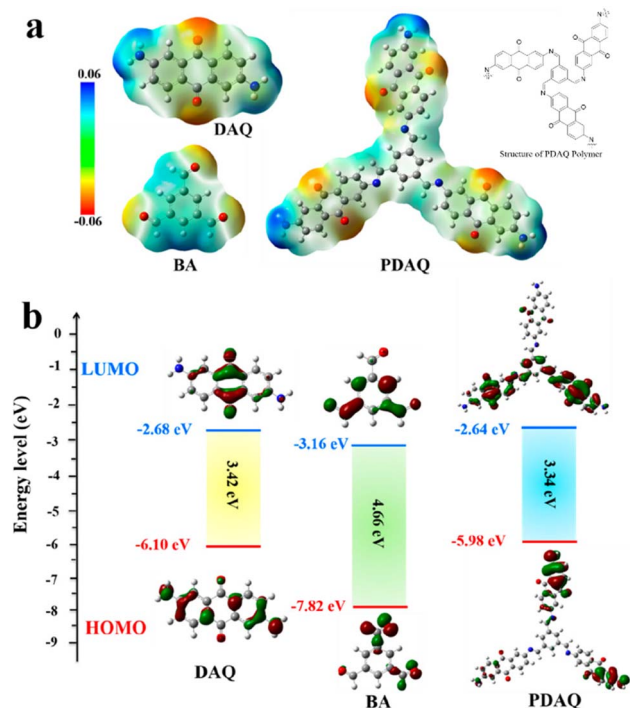 a
0.06
-0.06
DAQ
BA
PDAQ
Structure of PDAQ Polymer
b
Energy level (eV)
0
-1
-2
-3
-4
-5
-6
-7
-8
-9
LUMO
HOMO
-2.68 eV
3.42 eV
-6.10 eV
DAQ
-3.16 eV
4.66 eV
-7.82 eV
BA
-2.64 eV
3.34 eV
-5.98 eV
PDAQ